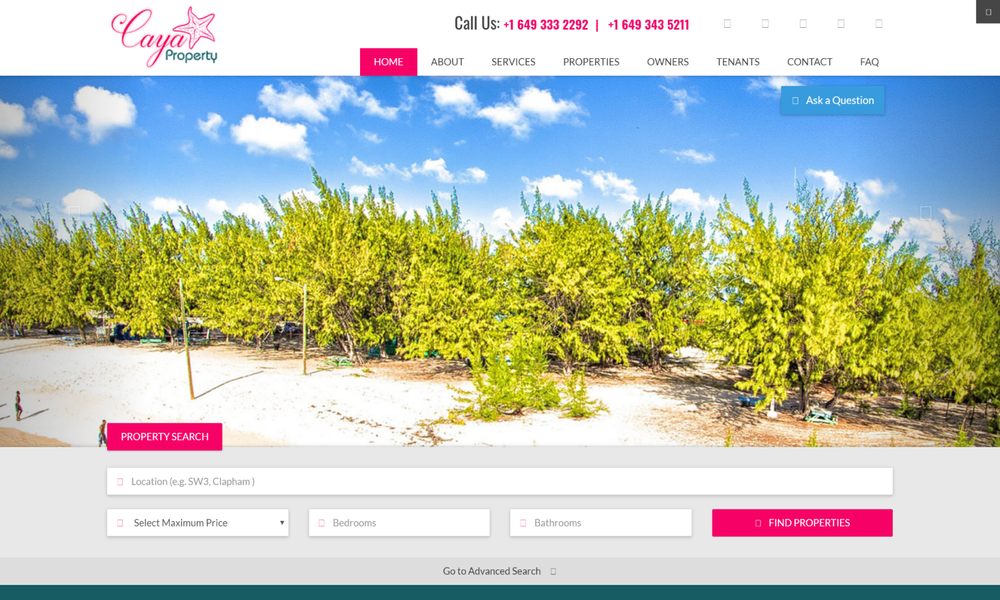 Caya
Property
Call Us: +1 649 333 2292 | +1 649 343 5211
HOME ABOUT SERVICES PROPERTIES OWNERS TENANTS CONTACT FAQ
Ask a Question
PROPERTY SEARCH
Location (e.g. SW3, Clapham )
Select Maximum Price Bedrooms Bathrooms FIND PROPERTIES
Go to Advanced Search